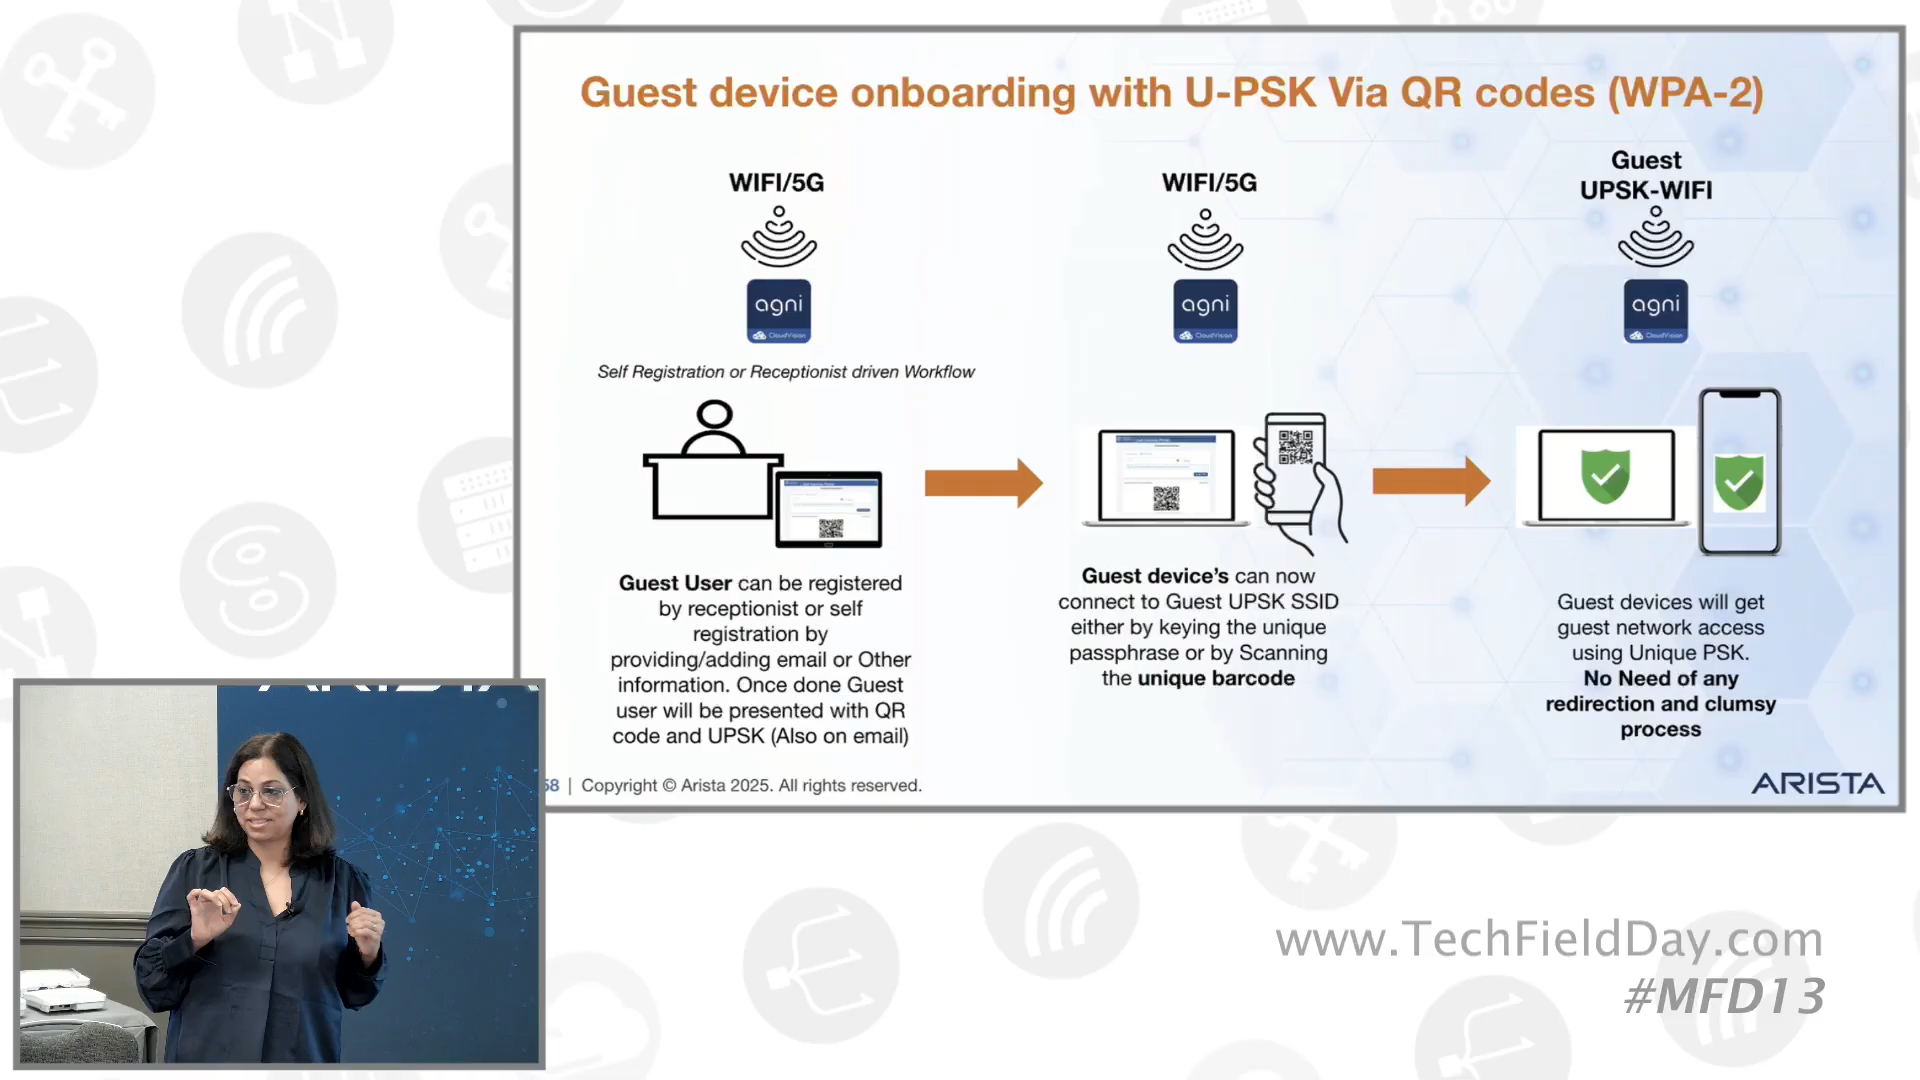 Guest device onboarding with U-PSK Via QR codes (WPA-2)
WIFI/5G
agni
CloudVision
Self Registration or Receptionist driven Workflow
Guest User can be registered
by receptionist or self
registration by
providing/adding email or Other
information. Once done Guest
user will be presented with QR
code and UPSK (Also on email)
WIFI/5G
agni
CloudVision
Guest device's can now
connect to Guest UPSK SSID
either by keying the unique
passphrase or by Scanning
the unique barcode
Guest
UPSK-WIFI
agni
CloudVision
Guest devices will get
guest network access
using Unique PSK.
No Need of any
redirection and clumsy
process
58 | Copyright © Arista 2025. All rights reserved.
ARISTA
ARISTA
www.TechFieldDay.com
#MFD13